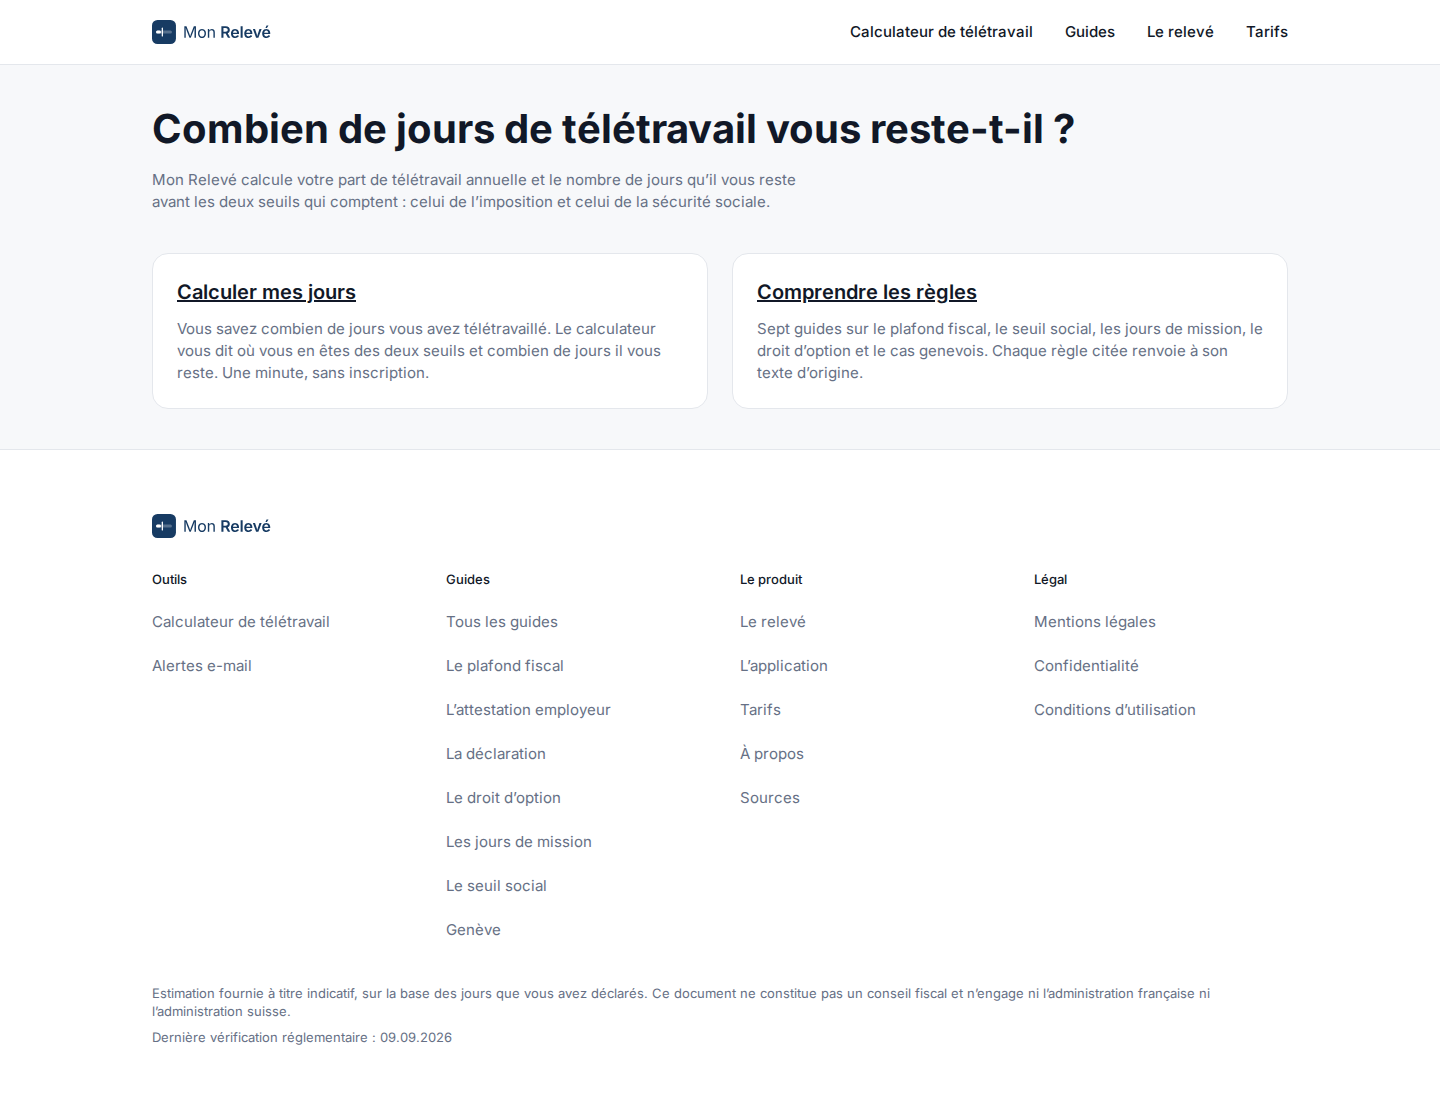 Mon Relevé
Calculateur de télétravail
Guides
Le relevé
Tarifs
Combien de jours de télétravail vous reste-t-il ?
Mon Relevé calcule votre part de télétravail annuelle et le nombre de jours qu’il vous reste
avant les deux seuils qui comptent : celui de l’imposition et celui de la sécurité sociale.
Calculer mes jours
Vous savez combien de jours vous avez télétravaillé. Le calculateur
vous dit où vous en êtes des deux seuils et combien de jours il vous
reste. Une minute, sans inscription.
Comprendre les règles
Sept guides sur le plafond fiscal, le seuil social, les jours de mission, le
droit d’option et le cas genevois. Chaque règle citée renvoie à son
texte d’origine.
Mon Relevé
Outils
Calculateur de télétravail
Alertes e-mail
Guides
Tous les guides
Le plafond fiscal
L’attestation employeur
La déclaration
Le droit d’option
Les jours de mission
Le seuil social
Genève
Le produit
Le relevé
L’application
Tarifs
À propos
Sources
Légal
Mentions légales
Confidentialité
Conditions d’utilisation
Estimation fournie à titre indicatif, sur la base des jours que vous avez déclarés. Ce document ne constitue pas un conseil fiscal et n’engage ni l’administration française ni
l’administration suisse.
Dernière vérification réglementaire : 09.09.2026